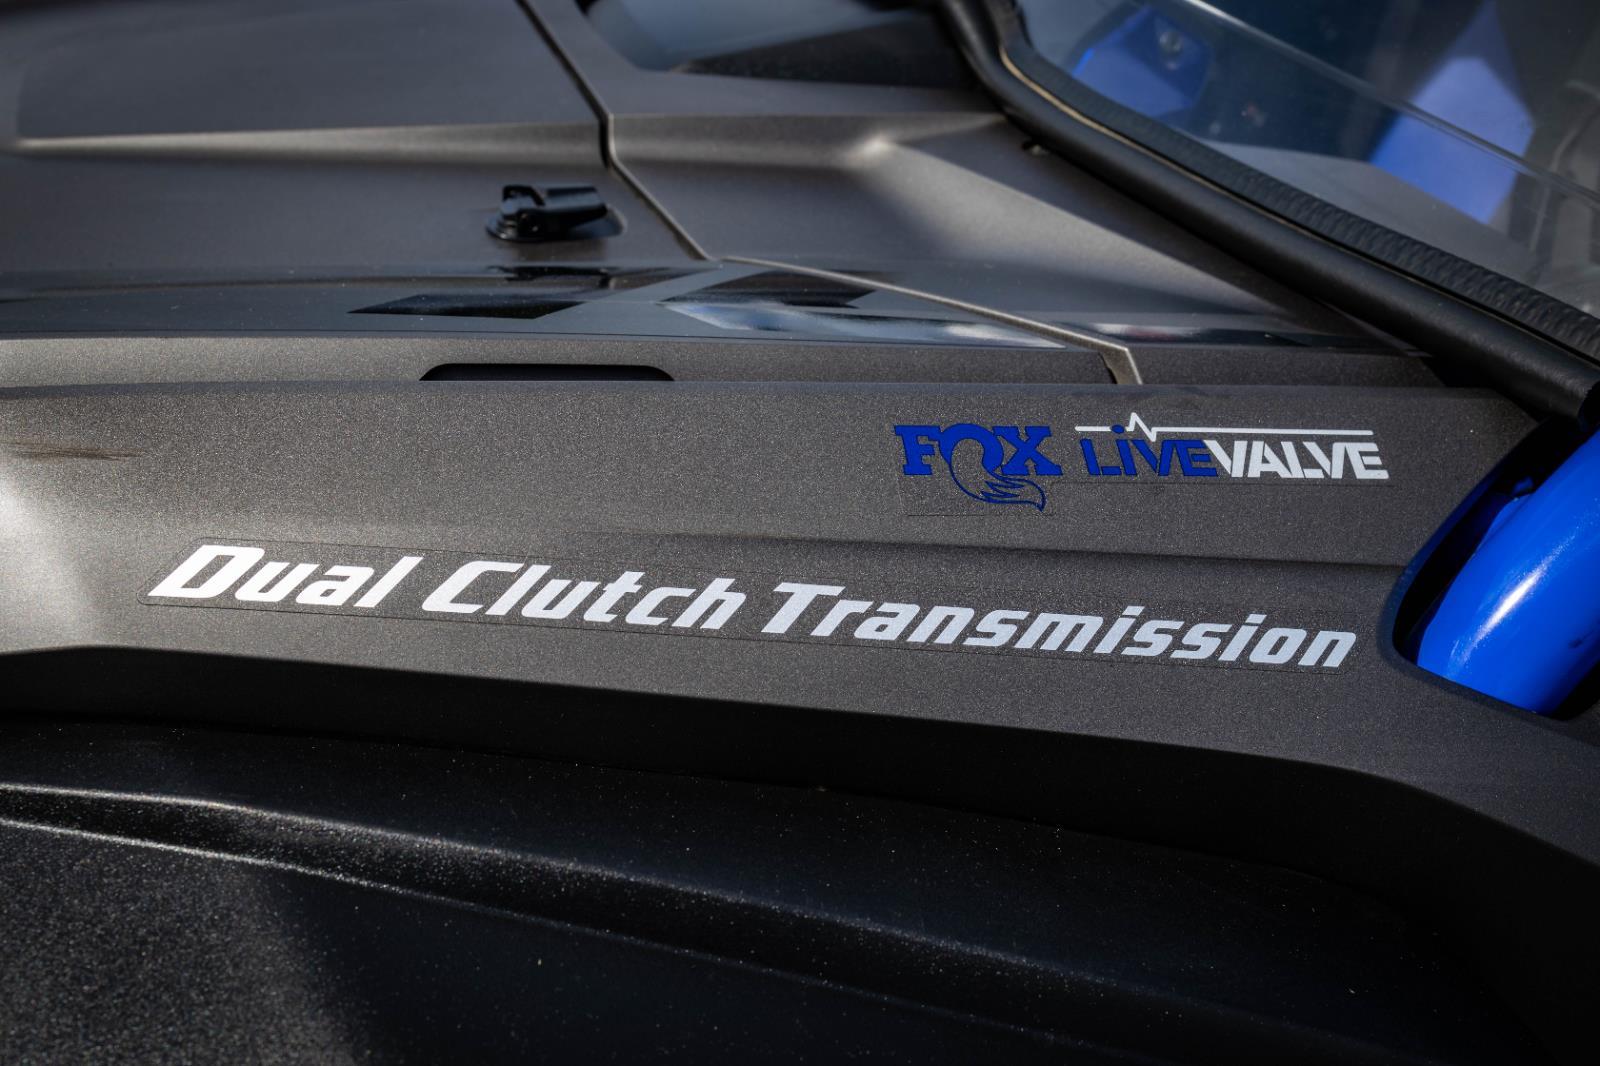 FOX LiVEVALVE
Dual Clutch Transmission